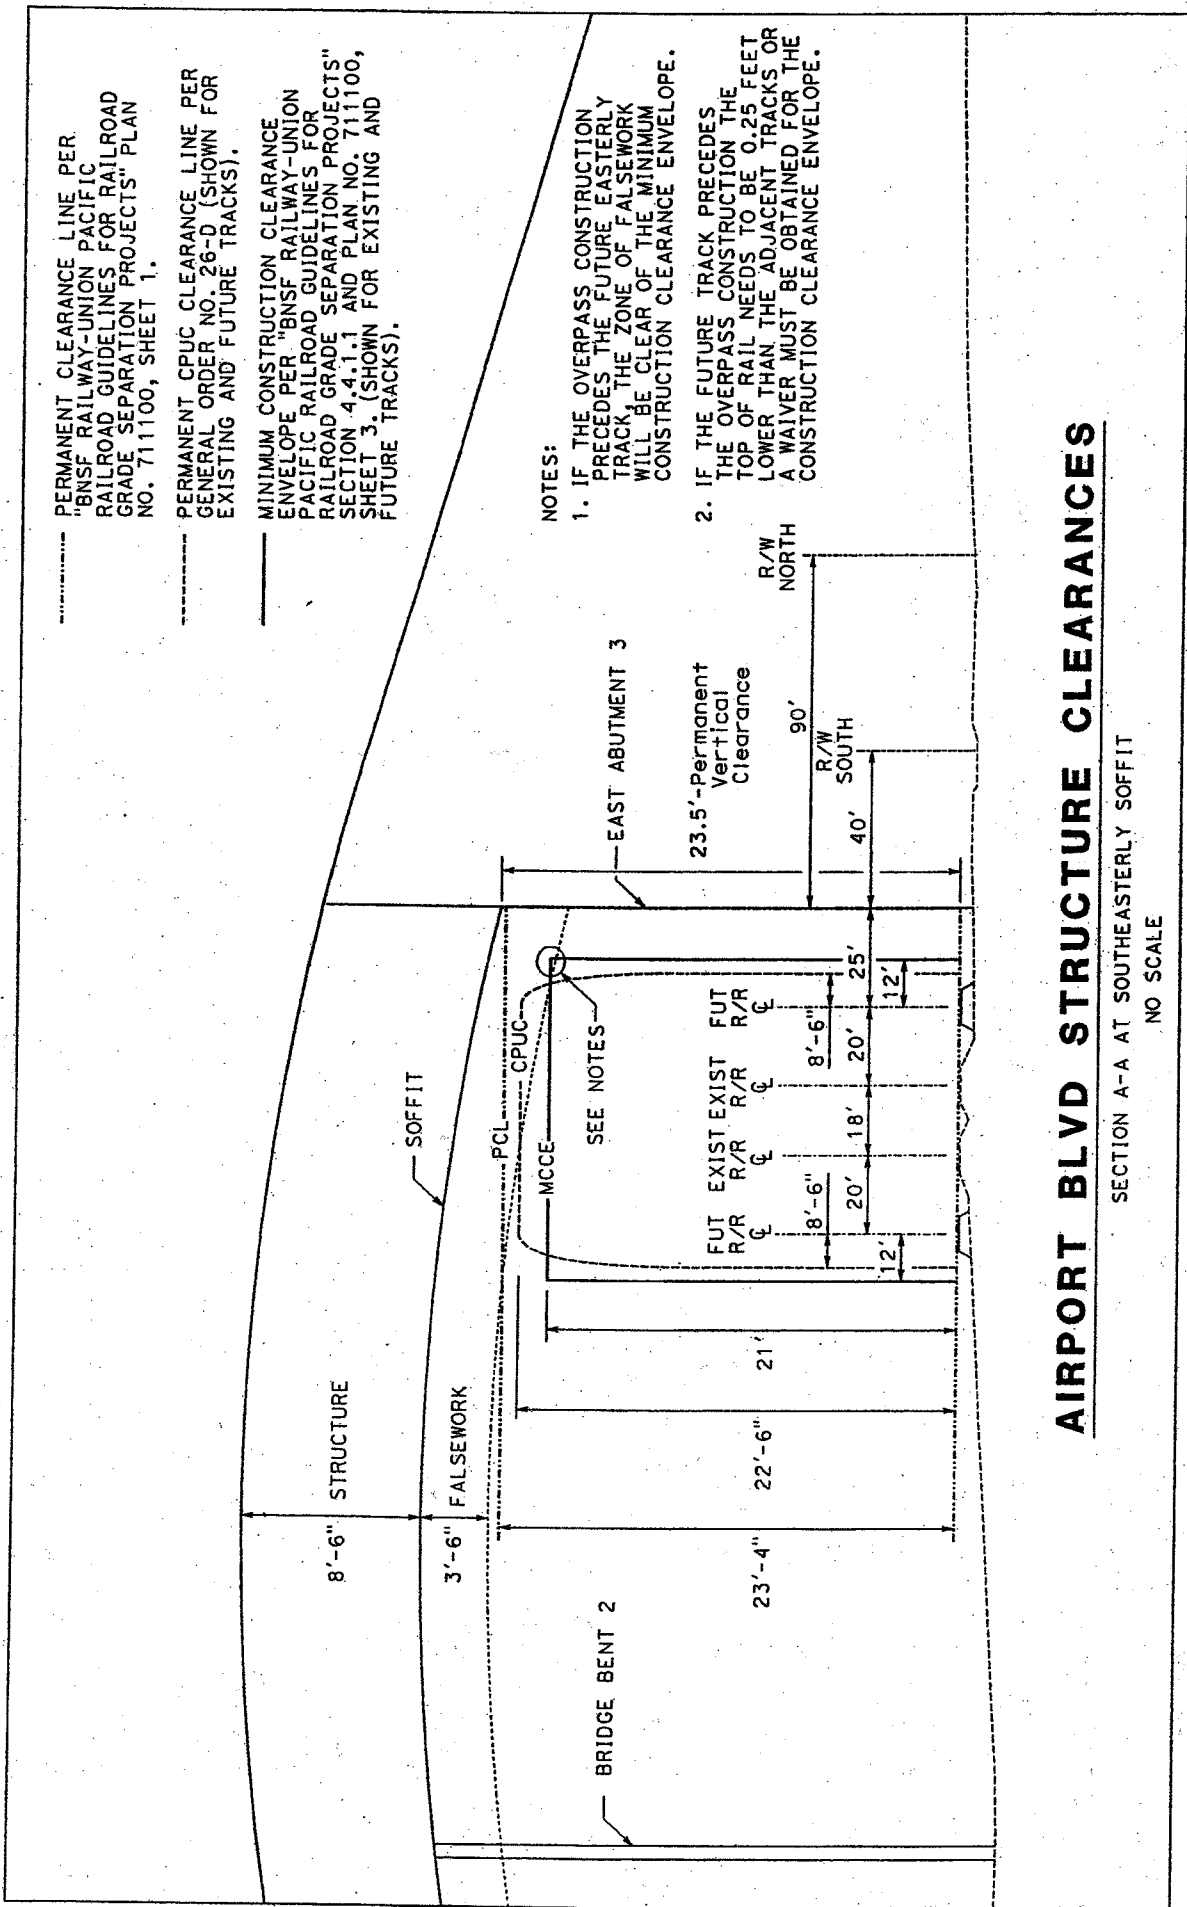 PERMANENT CLEARANCE LINE PER
"BNSF RAILWAY-UNION PACIFIC
RAILROAD GUIDELINES FOR RAILROAD
GRADE SEPARATION PROJECTS" PLAN
NO. 711100, SHEET 1.
PERMANENT CPUC CLEARANCE LINE PER
GENERAL ORDER NO. 26-D (SHOWN FOR
EXISTING AND FUTURE TRACKS).
MINIMUM CONSTRUCTION CLEARANCE
ENVELOPE PER "BNSF RAILWAY-UNION
PACIFIC RAILROAD GUIDELINES FOR
RAILROAD GRADE SEPARATION PROJECTS"
SECTION 4.4.1.1 AND PLAN NO. 711100,
SHEET 3. (SHOWN FOR EXISTING AND
FUTURE TRACKS).
NOTES:
1. IF THE OVERPASS CONSTRUCTION
PRECEDES THE FUTURE EASTERLY
TRACK, THE ZONE OF FALSEWORK
WILL BE CLEAR OF THE MINIMUM
CONSTRUCTION CLEARANCE ENVELOPE.
2. IF THE FUTURE TRACK PRECEDES
THE OVERPASS CONSTRUCTION THE
TOP OF RAIL NEEDS TO BE 0.25 FEET
LOWER THAN THE ADJACENT TRACKS OR
A WAIVER MUST BE OBTAINED FOR THE
CONSTRUCTION CLEARANCE ENVELOPE.
8'-6" STRUCTURE
SOFFIT
3'-6" FALSEWORK
PCL
CPUC
MCCE
SEE NOTES
EAST ABUTMENT 3
23.5'-Permanent
Vertical
Clearance
BRIDGE BENT 2
23'-4"
22'-6"
21'
FUT
R/R
℄
EXIST
R/R
℄
EXIST
R/R
℄
FUT
R/R
℄
8'-6"
8'-6"
20'
18'
20'
25'
12'
12'
40'
R/W
SOUTH
90'
R/W
NORTH
AIRPORT BLVD STRUCTURE CLEARANCES
SECTION A-A AT SOUTHEASTERLY SOFFIT
NO SCALE